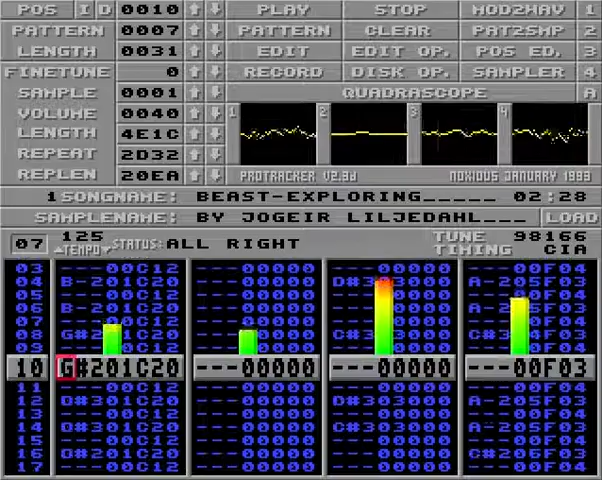 POS I D 0010 PLAY STOP MOD2WAV 1
PATTERN 0007 PATTERN CLEAR PAT2SMP 2
LENGTH 0031 EDIT EDIT OP. POS ED. 3
FINETUNE 0 RECORD DISK OP. SAMPLER 4
SAMPLE 0001 QUADRASCOPE A
VOLUME 0040 1 2 3 4
LENGTH 4E1C
REPEAT 2D32
REPLEN 20EA PROTRACKER V2.3D NOXIOUS JANUARY 1993
1 SONGNAME: BEAST-EXPLORING_____ 02:28
SAMPLENAME: BY JOGEIR LILJEDAHL___ LOAD
07 125 TEMPO STATUS: ALL RIGHT TUNE 98166
TIMING CIA
03 ---00C12 ---00000 ---00000 ---00F04
04 B-201C20 ---00000 D#303000 A-205F03
05 ---00C12 ---00000 ---00000 ---00F04
06 B-201C20 ---00000 ---00000 A-205F03
07 ---00C12 ---00000 ---00000 ---00F04
08 G#201C20 ---00000 C#303000 C#305F03
09 ---00C12 ---00000 ---00000 ---00F04
10 G#201C20 ---00000 ---00000 ---00F03
11 ---00C12 ---00000 ---00000 ---00F04
12 D#301C20 ---00000 D#303000 A-205F03
13 ---00C12 ---00000 ---00000 ---00F04
14 D#301C20 ---00000 C#303000 A-205F03
15 ---00C12 ---00000 ---00000 ---00F04
16 G#201C20 ---00000 ---00000 C#205F03
17 ---00C12 ---00000 ---00000 ---00F04